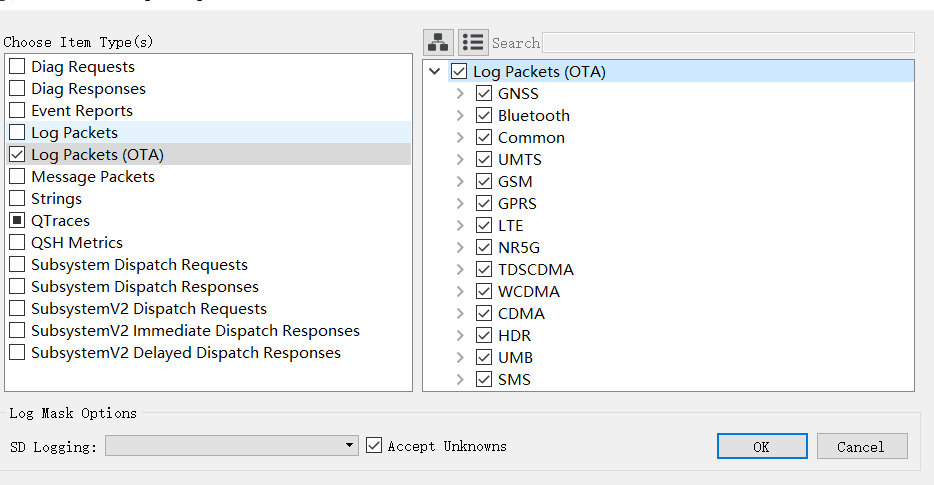 Choose Item Type(s)
Diag Requests
Diag Responses
Event Reports
Log Packets
Log Packets (OTA)
Message Packets
Strings
QTraces
QSH Metrics
Subsystem Dispatch Requests
Subsystem Dispatch Responses
SubsystemV2 Dispatch Requests
SubsystemV2 Immediate Dispatch Responses
SubsystemV2 Delayed Dispatch Responses
Search
Log Packets (OTA)
GNSS
Bluetooth
Common
UMTS
GSM
GPRS
LTE
NR5G
TDSCDMA
WCDMA
CDMA
HDR
UMB
SMS
Log Mask Options
SD Logging:
Accept Unknowns
OK
Cancel